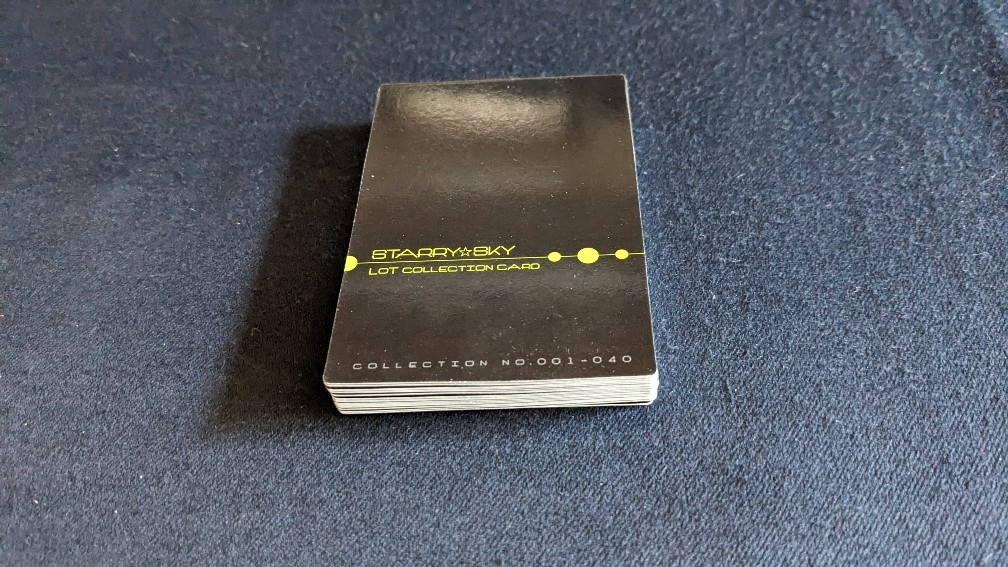 STARRY☆SKY
LOT COLLECTION CARD
COLLECTION NO.001-040